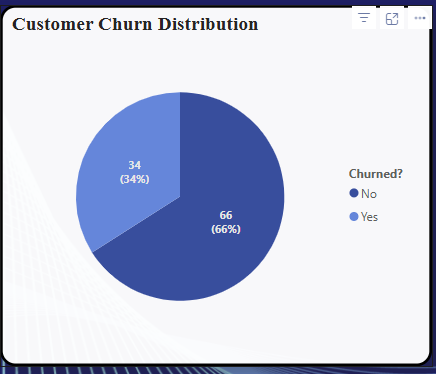 Customer Churn Distribution
34
(34%)
66
(66%)
Churned?
No
Yes